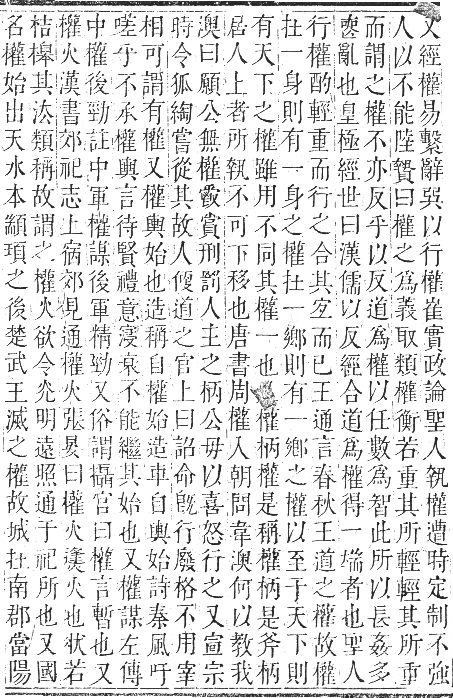 又經權易繫辭巽以行權崔實政論聖人執權遭時定制不強
人以不能陸贄曰權之爲義取類權衡若重其所輕輕其所重
而謂之權不亦反乎以反道爲權以任數爲智此所以長姦多
喪亂也皇極經世曰漢儒以反經合道爲權得一端者也聖人
行權酌輕重而行之合其宜而已王通言春秋王道之權故權
在一身則有一身之權在一鄉則有一鄉之權以至于天下則
有天下之權雖用不同其權一也 權柄權是稱權柄是斧柄
居人上者所執不可下移也唐書周權入朝問韋澳何以教我
澳曰願公無權爵賞刑罰人主之柄公毋以喜怒行之又宣宗
時令狐綯嘗從其故人便道之官上曰詔命旣行廢格不用宰
相可謂有權又權輿始也造稱自權始造車自輿始詩秦風吁
嗟乎不承權輿言待賢禮意寖衰不能繼其始也又權謀左傳
中權後勁註中軍權謀後軍精勁又俗謂攝官曰權言暫也又
權火漢書郊祀志上宿郊見通權火張晏曰權火㷭火也狀若
桔橰其汰類稱故謂之權火欲令光明遠照通于祀所也又國
名權始出天水本顓頊之後楚武王滅之權故城在南郡當陽